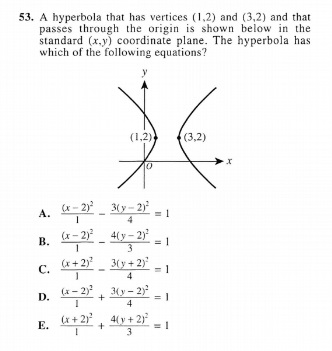 53. A hyperbola that has vertices (1,2) and (3,2) and that
passes through the origin is shown below in the
standard (x,y) coordinate plane. The hyperbola has
which of the following equations?
y
(1,2) (3,2)
O x
A. (x − 2)²/1 − 3(y − 2)²/4 = 1
B. (x − 2)²/1 − 4(y − 2)²/3 = 1
C. (x + 2)²/1 − 3(y + 2)²/4 = 1
D. (x − 2)²/1 + 3(y − 2)²/4 = 1
E. (x + 2)²/1 + 4(y + 2)²/3 = 1